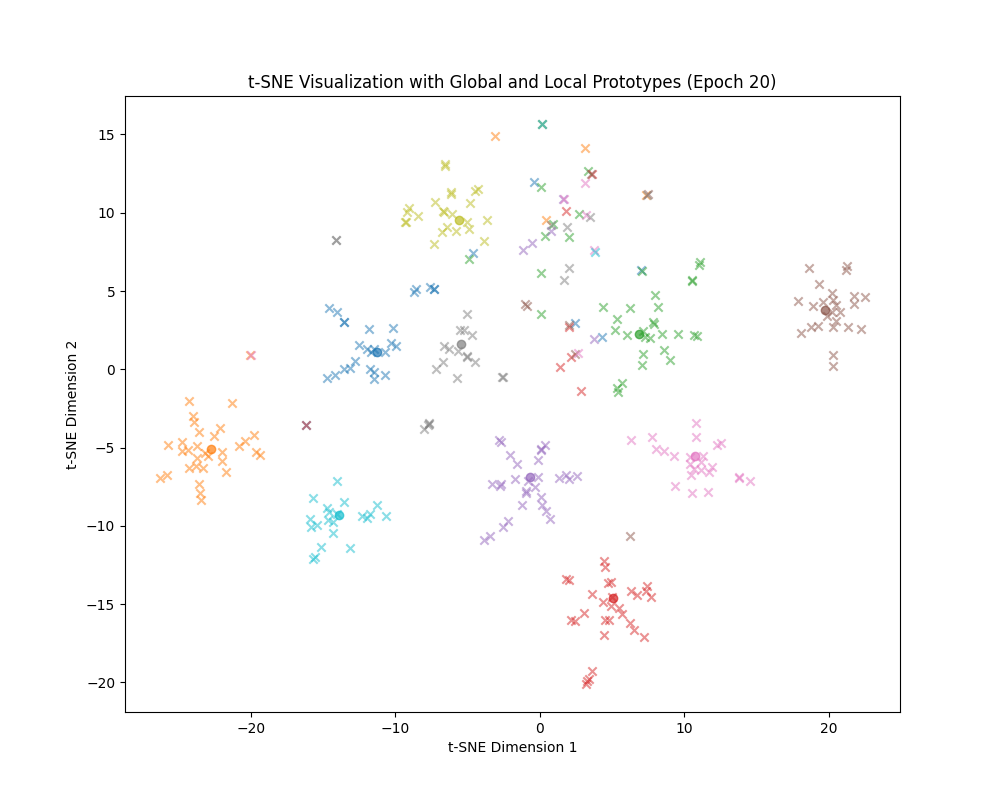 t-SNE Visualization with Global and Local Prototypes (Epoch 20)
15
10
5
0
−5
−10
−15
−20
t-SNE Dimension 2
−20 −10 0 10 20
t-SNE Dimension 1